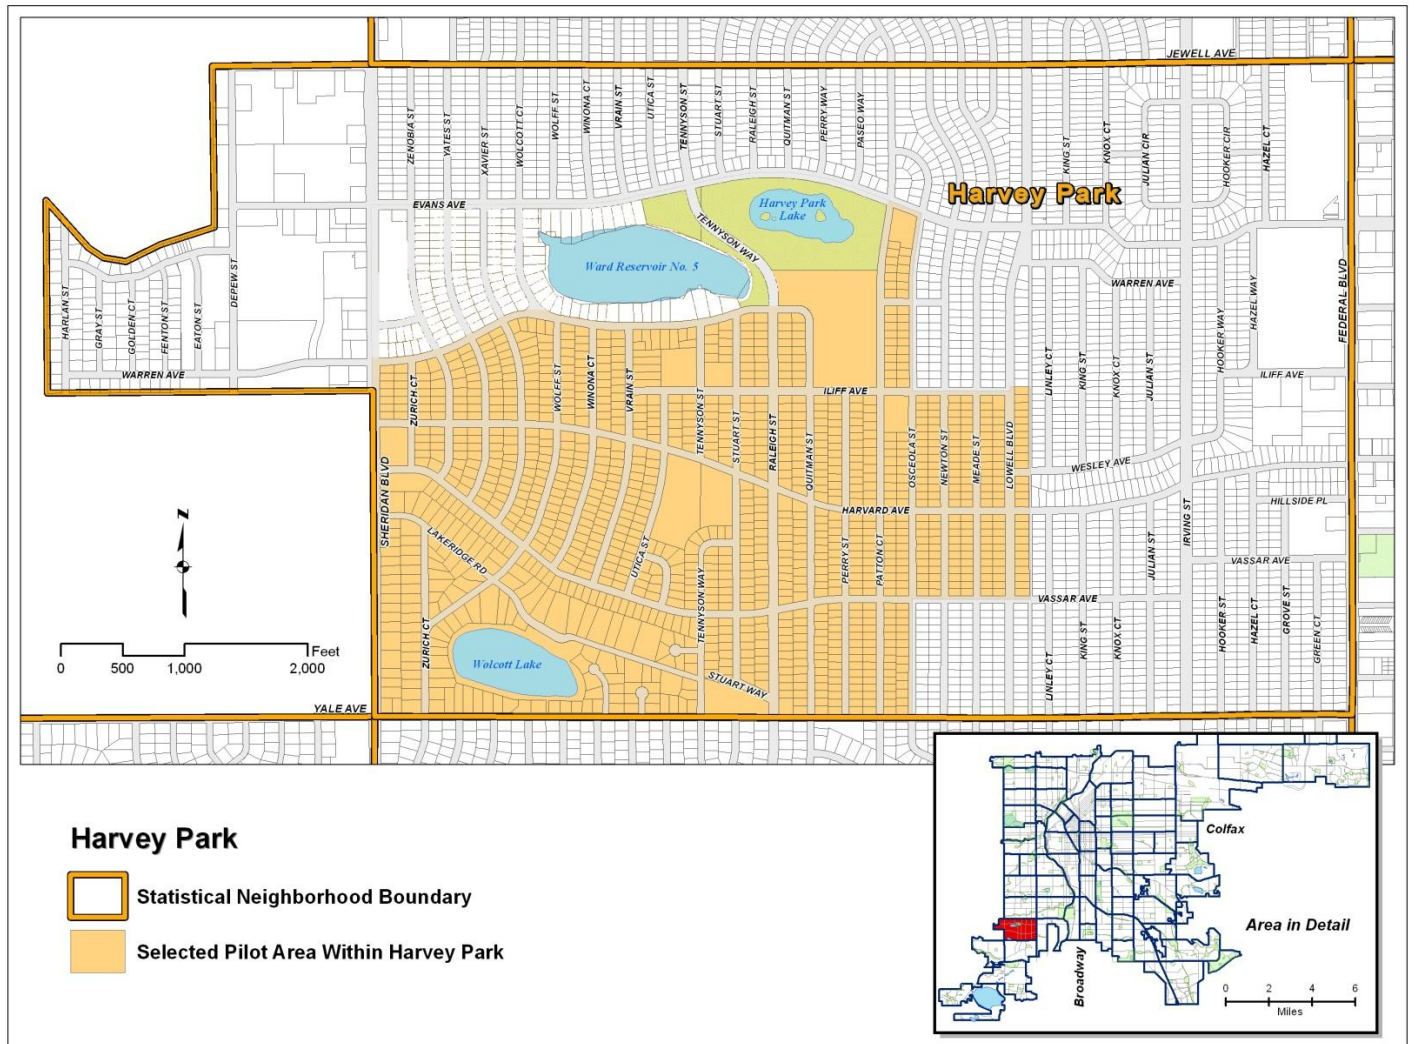 JEWELL AVE
ZENOBIA ST
YATES ST
XAVIER ST
WOLCOTT CT
WOLFF ST
WINONA CT
VRAIN ST
UTICA ST
TENNYSON ST
STUART ST
RALEIGH ST
QUITMAN ST
PERRY WAY
PASEO WAY
KING ST
KNOX CT
JULIAN CIR
HOOKER CIR
HAZEL CT
Harvey Park
EVANS AVE
Harvey Park
Lake
TENNYSON WAY
Ward Reservoir No. 5
HARLAN ST
GRAY ST
GOLDEN CT
FENTON ST
EATON ST
DEPEW ST
WARREN AVE
WARREN AVE
HAZEL WAY
HOOKER WAY
FEDERAL BLVD
ZURICH CT
WOLFF ST
WINONA CT
VRAIN ST
TENNYSON ST
STUART ST
RALEIGH ST
QUITMAN ST
ILIFF AVE
OSCEOLA ST
NEWTON ST
MEADE ST
LOWELL BLVD
LINLEY CT
KING ST
KNOX CT
JULIAN ST
ILIFF AVE
WESLEY AVE
SHERIDAN BLVD
HARVARD AVE
HILLSIDE PL
IRVING ST
LAKERIDGE RD
UTICA ST
TENNYSON WAY
PERRY ST
PATTON CT
JULIAN ST
VASSAR AVE
VASSAR AVE
ZURICH CT
Wolcott Lake
STUART WAY
LINLEY CT
KING ST
KNOX CT
HOOKER ST
HAZEL CT
GROVE ST
GREEN CT
YALE AVE
N
Feet
0 500 1,000 2,000
Harvey Park
Statistical Neighborhood Boundary
Selected Pilot Area Within Harvey Park
Colfax
Broadway
Area in Detail
0 2 4 6
Miles